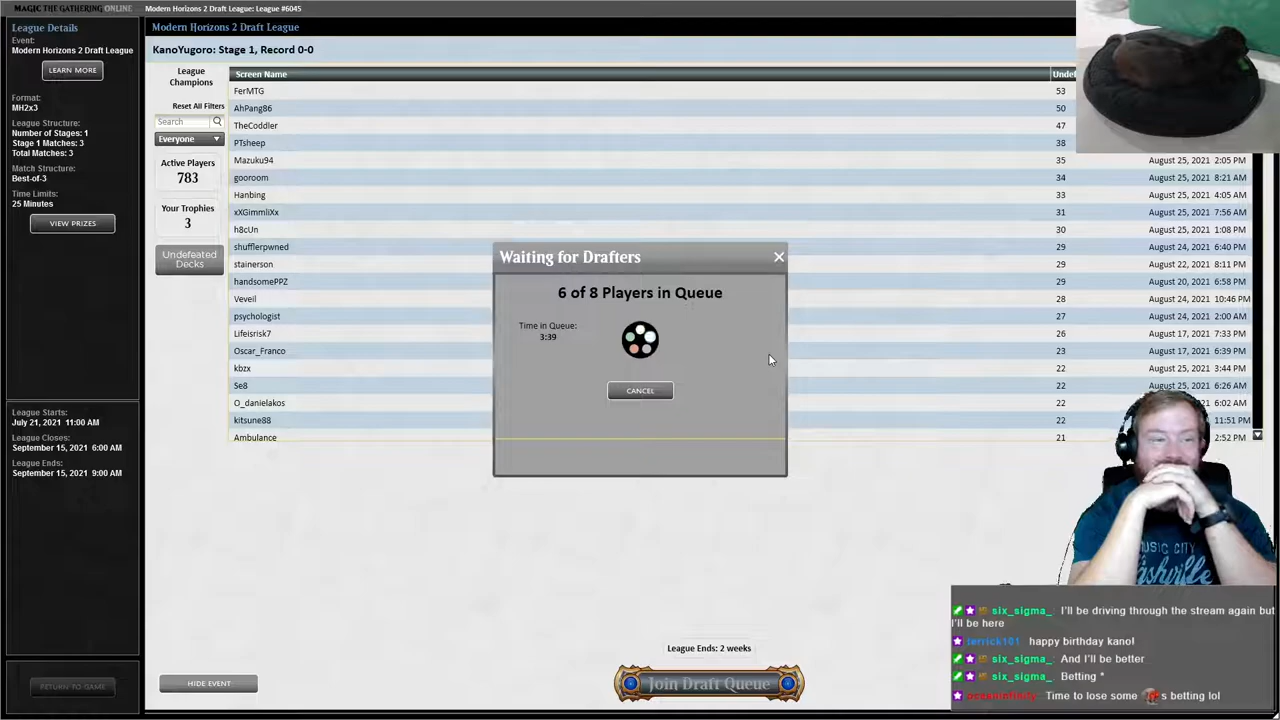 MAGIC THE GATHERING ONLINE
Modern Horizons 2 Draft League: League #6045
League Details
Event:
Modern Horizons 2 Draft League
LEARN MORE
Format:
MH2x3
League Structure:
Number of Stages: 1
Stage 1 Matches: 3
Total Matches: 3
Match Structure:
Best-of-3
Time Limits:
25 Minutes
VIEW PRIZES
League Starts:
July 21, 2021 11:00 AM
League Closes:
September 15, 2021 6:00 AM
League Ends:
September 15, 2021 9:00 AM
RETURN TO GAME
Modern Horizons 2 Draft League
KanoYugoro: Stage 1, Record 0-0
League
Champions
Reset All Filters
Search
Everyone
Active Players
783
Your Trophies
3
Undefeated
Decks
Screen Name Undef
FerMTG 53
AhPang86 50
TheCoddler 47
PTsheep 38
Mazuku94 35 August 25, 2021 2:05 PM
gooroom 34 August 25, 2021 8:21 AM
Hanbing 33 August 25, 2021 4:05 AM
xXGimmliXx 31 August 25, 2021 7:56 AM
h8cUn 30 August 25, 2021 1:08 PM
shufflerpwned 29 August 24, 2021 6:40 PM
stainerson 29 August 22, 2021 8:11 PM
handsomePPZ 29 August 20, 2021 6:58 PM
Veveil 28 August 24, 2021 10:46 PM
psychologist 27 August 24, 2021 2:00 AM
Lifeisrisk7 26 August 17, 2021 7:33 PM
Oscar_Franco 23 August 17, 2021 6:39 PM
kbzx 22 August 25, 2021 3:44 PM
Se8 22 August 25, 2021 6:26 AM
O_danielakos 22 2021 6:02 AM
kitsune88 22 11:51 PM
Ambulance 21 2:52 PM
Waiting for Drafters
6 of 8 Players in Queue
Time in Queue:
3:39
CANCEL
League Ends: 2 weeks
HIDE EVENT
Join Draft Queue
MUSIC CITY
Nashville
six_sigma_: I'll be driving through the stream again but
I'll be here
terrick101 happy birthday kano!
six_sigma_: And I'll be better
six_sigma_: Betting *
Time to lose some s betting lol